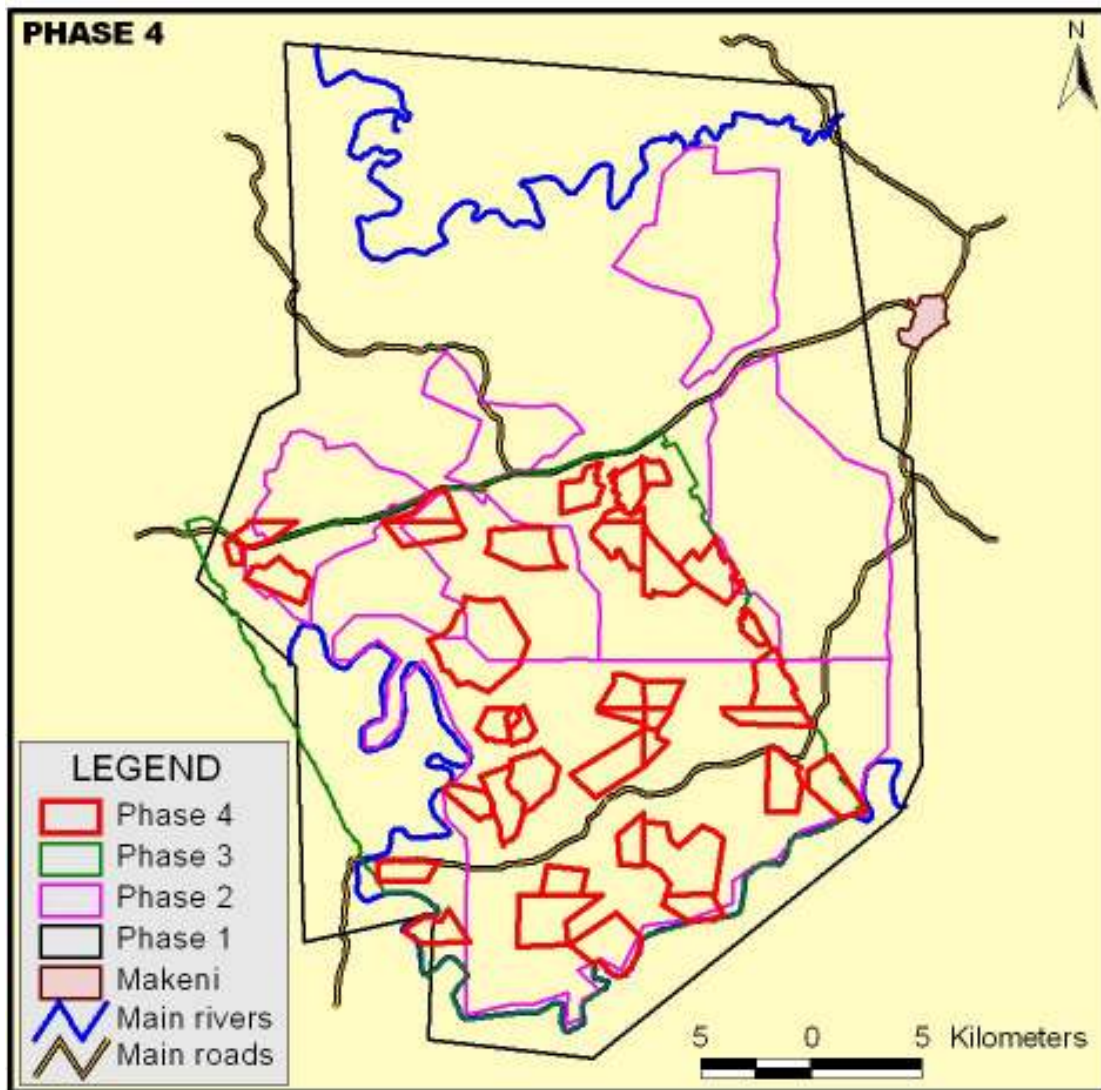 PHASE 4
N
LEGEND
Phase 4
Phase 3
Phase 2
Phase 1
Makeni
Main rivers
Main roads
5 0 5 Kilometers